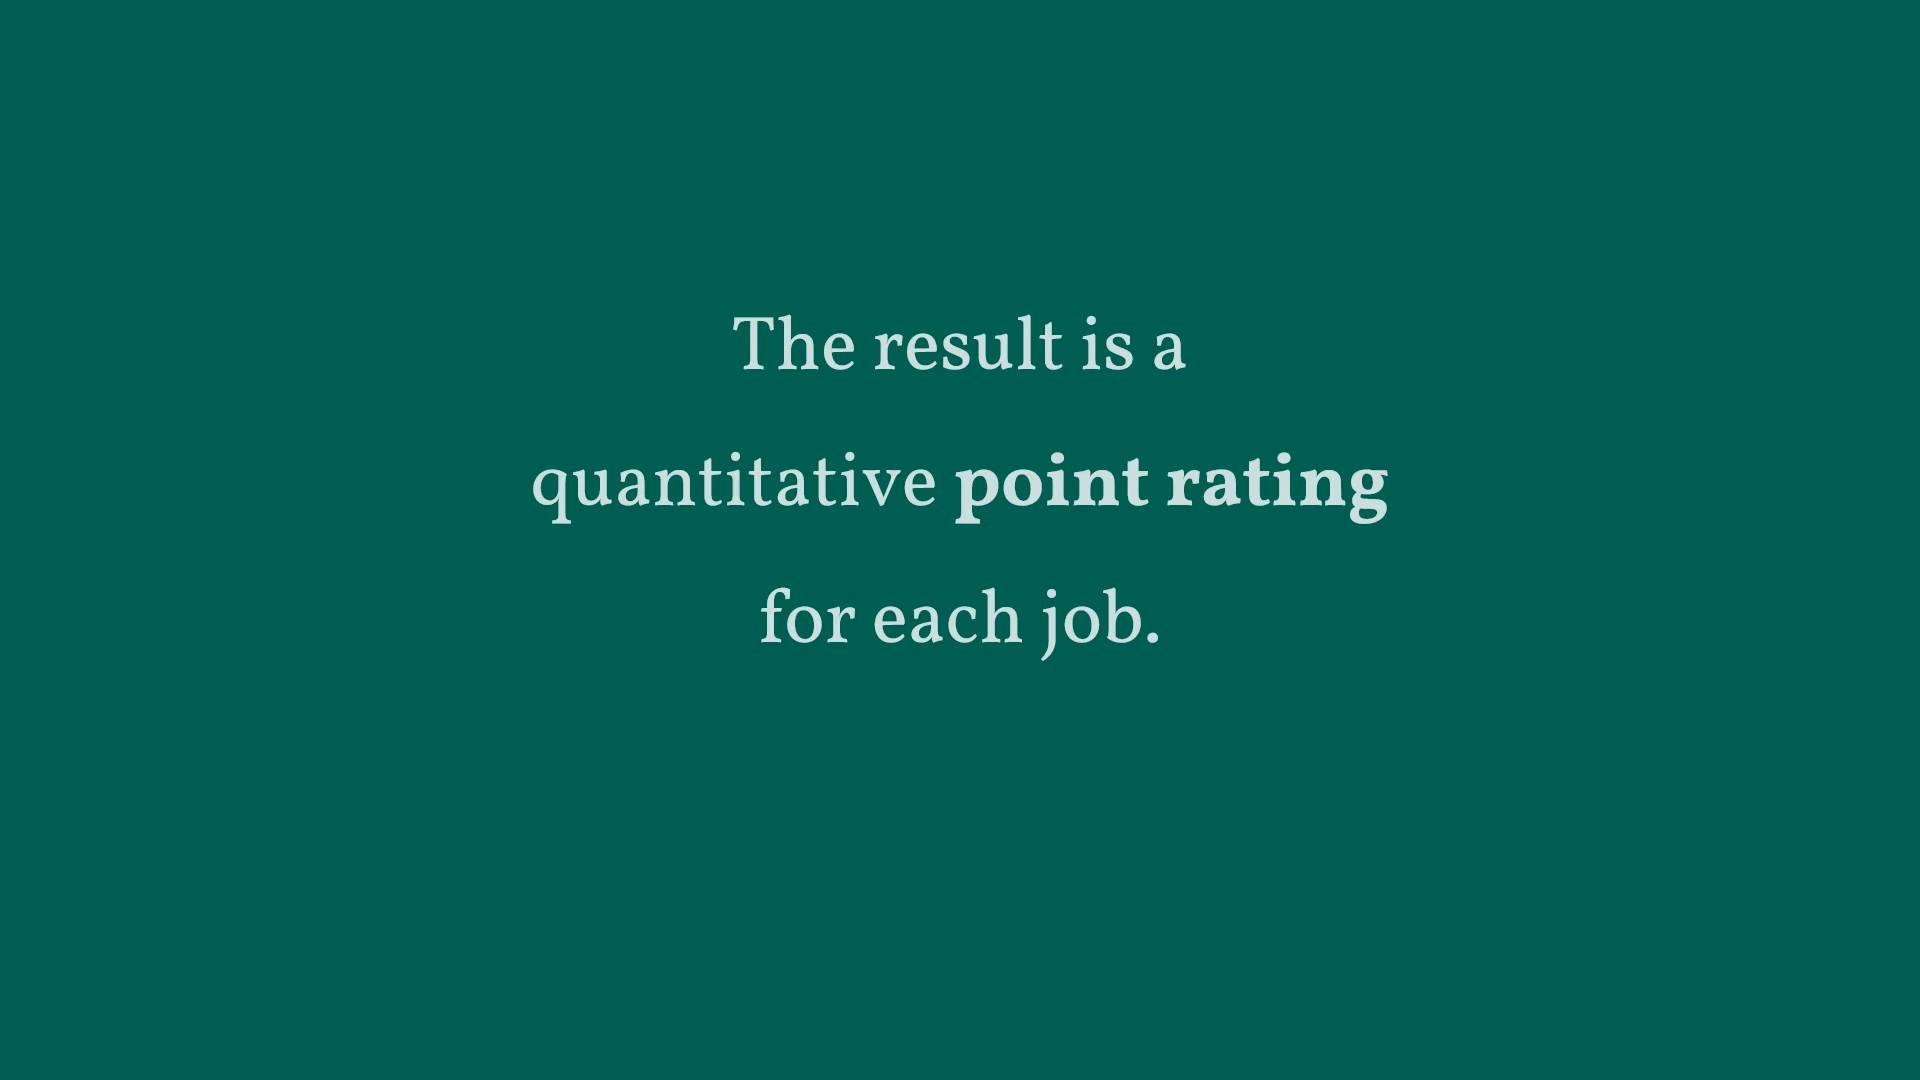 The result is a
quantitative point rating
for each job.